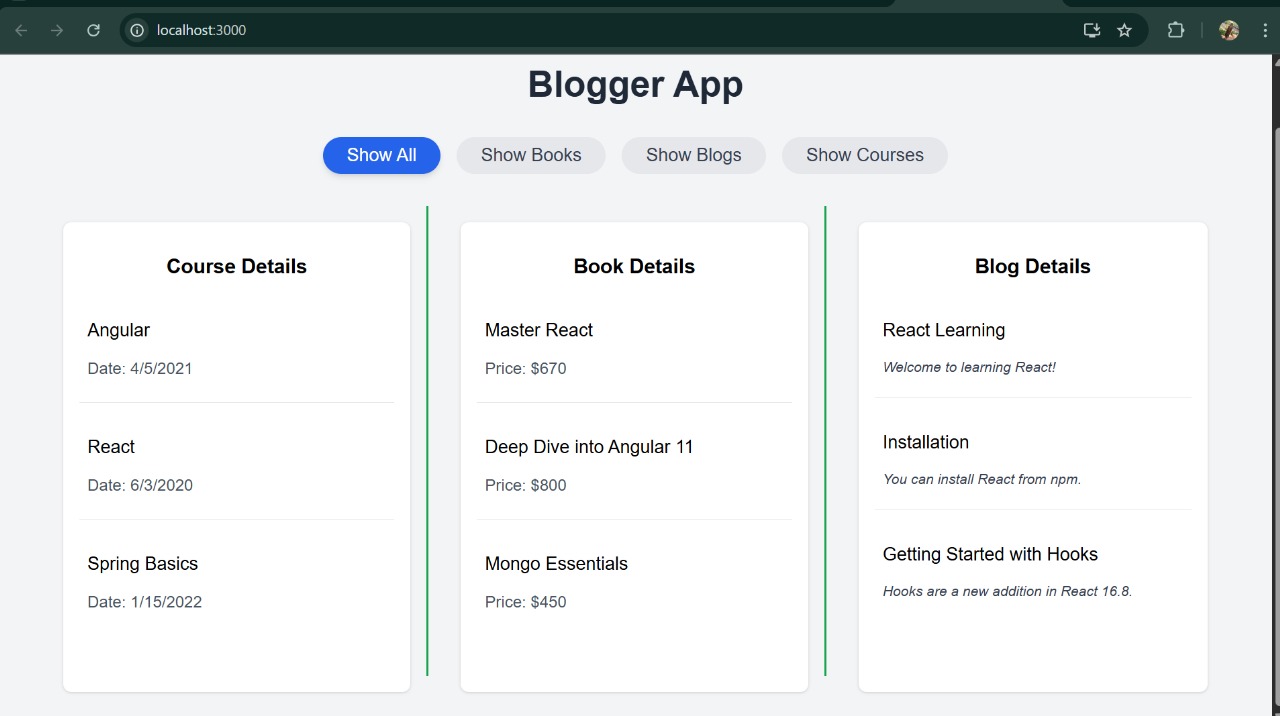 localhost:3000
Blogger App
Show All
Show Books
Show Blogs
Show Courses
Course Details
Angular
Date: 4/5/2021
React
Date: 6/3/2020
Spring Basics
Date: 1/15/2022
Book Details
Master React
Price: $670
Deep Dive into Angular 11
Price: $800
Mongo Essentials
Price: $450
Blog Details
React Learning
Welcome to learning React!
Installation
You can install React from npm.
Getting Started with Hooks
Hooks are a new addition in React 16.8.